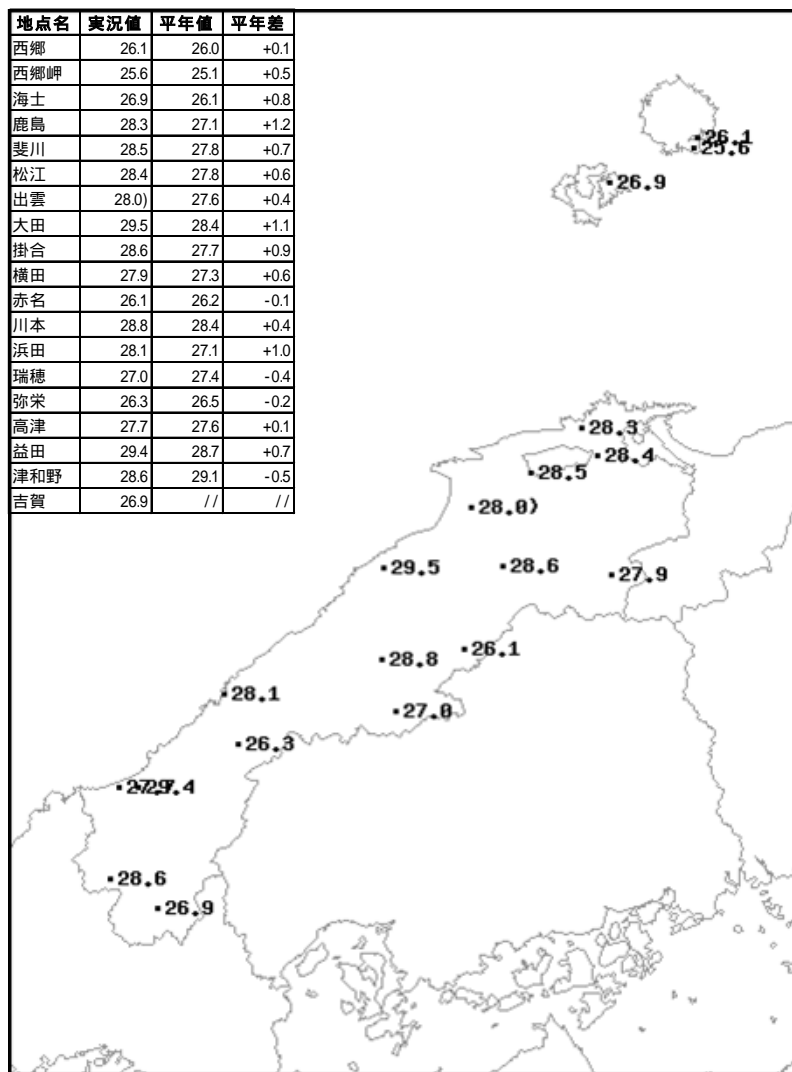 地点名 実況値 平年値 平年差
西郷 26.1 26.0 +0.1
西郷岬 25.6 25.1 +0.5
海士 26.9 26.1 +0.8
鹿島 28.3 27.1 +1.2
斐川 28.5 27.8 +0.7
松江 28.4 27.8 +0.6
出雲 28.0) 27.6 +0.4
大田 29.5 28.4 +1.1
掛合 28.6 27.7 +0.9
横田 27.9 27.3 +0.6
赤名 26.1 26.2 -0.1
川本 28.8 28.4 +0.4
浜田 28.1 27.1 +1.0
瑞穂 27.0 27.4 -0.4
弥栄 26.3 26.5 -0.2
高津 27.7 27.6 +0.1
益田 29.4 28.7 +0.7
津和野 28.6 29.1 -0.5
吉賀 26.9 // //
26.1
25.6
26.9
28.3
28.4
28.5
28.0)
29.5
28.6
27.9
26.1
28.8
28.1
27.0
26.3
27.7
29.4
28.6
26.9